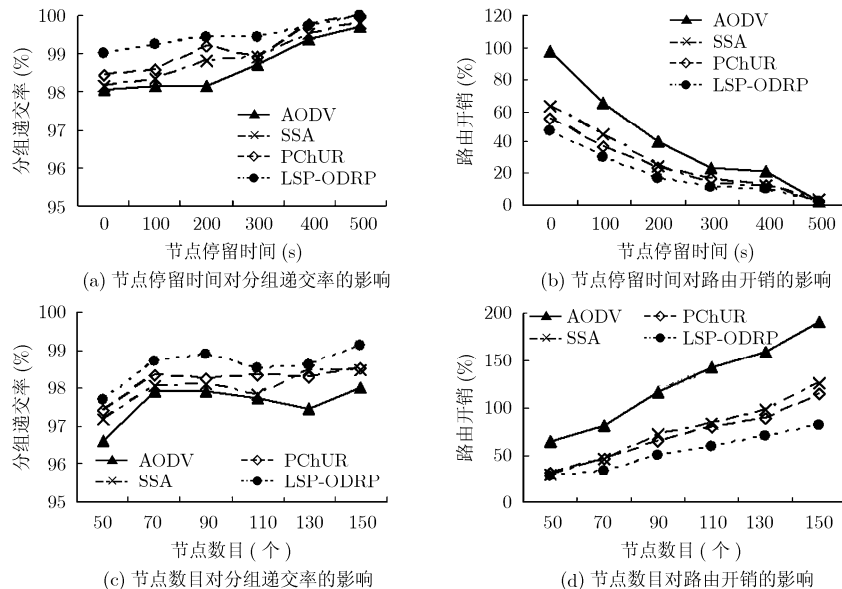 分组递交率 (%)
100
99
98
98
96
95
0 100 200 300 400 500
AODV
SSA
PChUR
LSP-ODRP
节点停留时间 (s)
(a) 节点停留时间对分组递交率的影响
路由开销 (%)
120
100
80
60
40
20
0
0 100 200 300 400 500
AODV
SSA
PChUR
LSP-ODRP
节点停留时间 (s)
(b) 节点停留时间对路由开销的影响
分组递交率 (%)
100
99
98
97
96
95
50 70 90 110 130 150
AODV PChUR
SSA LSP-ODRP
节点数目 ( 个 )
(c) 节点数目对分组递交率的影响
路由开销 (%)
200
150
100
50
0
50 70 90 110 130 150
AODV PChUR
SSA LSP-ODRP
节点数目 ( 个 )
(d) 节点数目对路由开销的影响